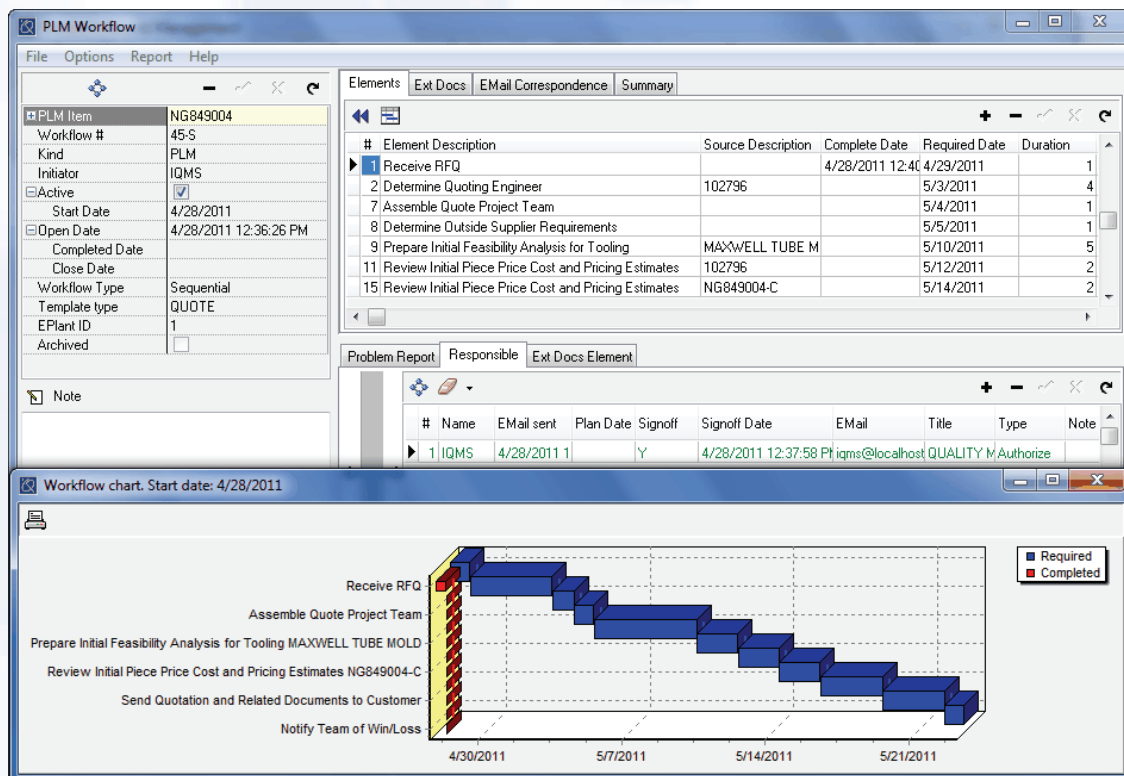 PLM Workflow
File Options Report Help
PLM Item NG849004
Workflow # 45-S
Kind PLM
Initiator IQMS
Active
Start Date 4/28/2011
Open Date 4/28/2011 12:36:26 PM
Completed Date
Close Date
Workflow Type Sequential
Template type QUOTE
EPlant ID 1
Archived
Note
Elements Ext Docs EMail Correspondence Summary
# Element Description Source Description Complete Date Required Date Duration
1 Receive RFQ 4/28/2011 12:40 4/29/2011 1
2 Determine Quoting Engineer 102796 5/3/2011 4
7 Assemble Quote Project Team 5/4/2011 1
8 Determine Outside Supplier Requirements 5/5/2011 1
9 Prepare Initial Feasibility Analysis for Tooling MAXWELL TUBE M 5/10/2011 5
11 Review Initial Piece Price Cost and Pricing Estimates 102796 5/12/2011 2
15 Review Initial Piece Price Cost and Pricing Estimates NG849004-C 5/14/2011 2
Problem Report Responsible Ext Docs Element
# Name EMail sent Plan Date Signoff Signoff Date EMail Title Type Note
1 IQMS 4/28/2011 1 Y 4/28/2011 12:37:58 PM iqms@localhost QUALITY M Authorize
Workflow chart. Start date: 4/28/2011
Required
Completed
Receive RFQ
Assemble Quote Project Team
Prepare Initial Feasibility Analysis for Tooling MAXWELL TUBE MOLD
Review Initial Piece Price Cost and Pricing Estimates NG849004-C
Send Quotation and Related Documents to Customer
Notify Team of Win/Loss
4/30/2011 5/7/2011 5/14/2011 5/21/2011